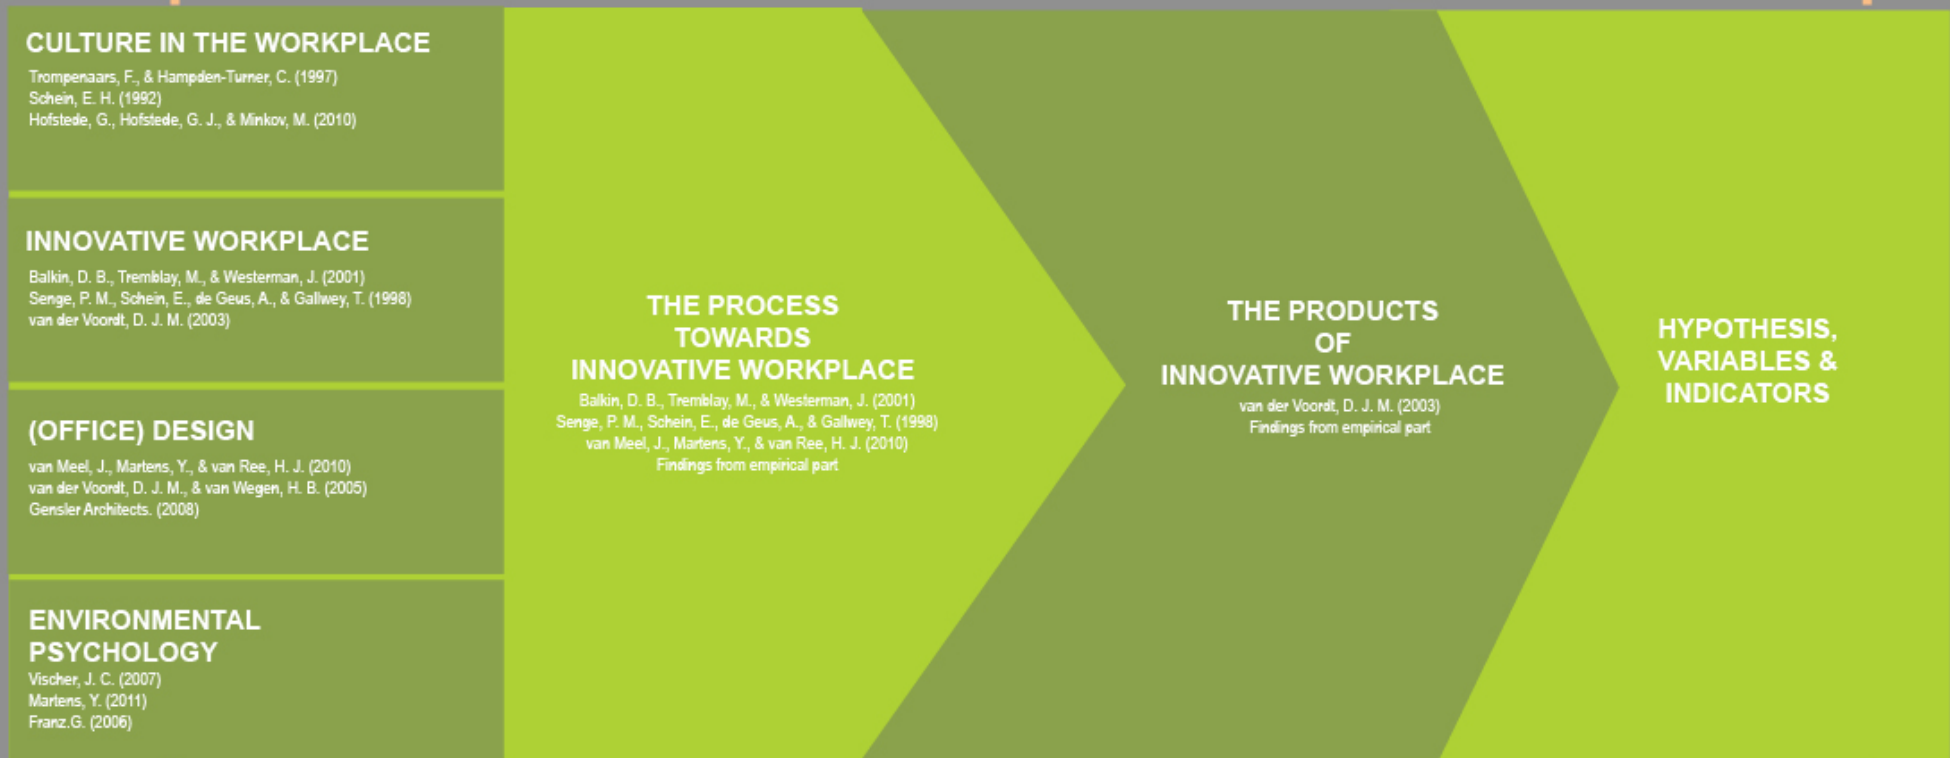 CULTURE IN THE WORKPLACE
Trompenaars, F., & Hampden-Turner, C. (1997)
Schein, E. H. (1992)
Hofstede, G., Hofstede, G. J., & Minkov, M. (2010)
INNOVATIVE WORKPLACE
Balkin, D. B., Tremblay, M., & Westerman, J. (2001)
Senge, P. M., Schein, E., de Geus, A., & Gallwey, T. (1998)
van der Voordt, D. J. M. (2003)
(OFFICE) DESIGN
van Meel, J., Martens, Y., & van Ree, H. J. (2010)
van der Voordt, D. J. M., & van Wegen, H. B. (2005)
Gensler Architects. (2008)
ENVIRONMENTAL
PSYCHOLOGY
Vischer, J. C. (2007)
Martens, Y. (2011)
Franz.G. (2006)
THE PROCESS
TOWARDS
INNOVATIVE WORKPLACE
Balkin, D. B., Tremblay, M., & Westerman, J. (2001)
Senge, P. M., Schein, E., de Geus, A., & Gallwey, T. (1998)
van Meel, J., Martens, Y., & van Ree, H. J. (2010)
Findings from empirical part
THE PRODUCTS
OF
INNOVATIVE WORKPLACE
van der Voordt, D. J. M. (2003)
Findings from empirical part
HYPOTHESIS,
VARIABLES &
INDICATORS